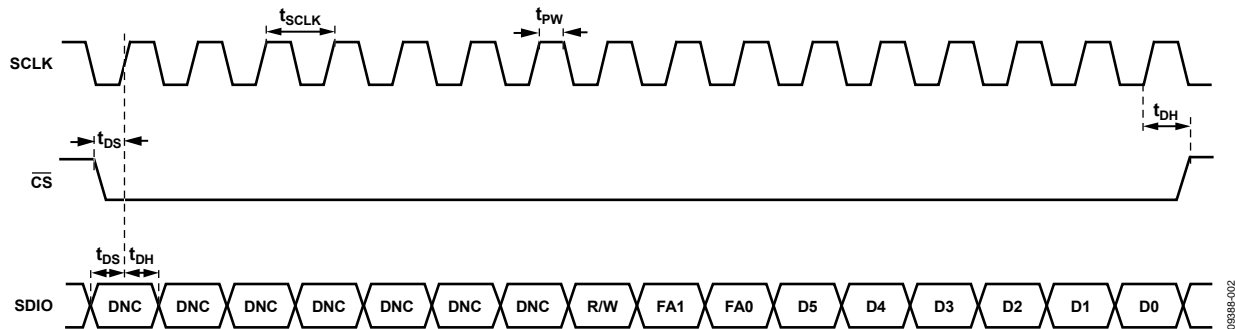 tSCLK
tPW
SCLK
tDH
tDS
CS
tDS tDH
SDIO DNC DNC DNC DNC DNC DNC DNC R/W FA1 FA0 D5 D4 D3 D2 D1 D0
09388-002